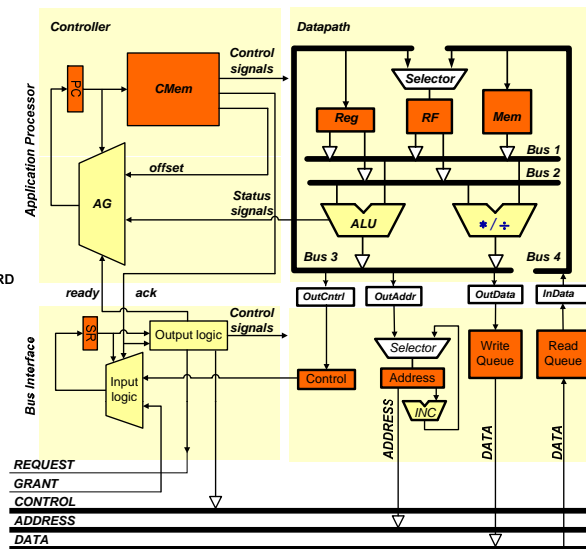 Controller
Datapath
Control
signals
PC
CMem
Selector
Reg
RF
Mem
Bus 1
Bus 2
Application Processor
offset
AG
Status
signals
ALU
* / ÷
Bus 3
Bus 4
RD
ready
ack
OutCntrl
OutAddr
OutData
InData
Control
signals
SR
Output logic
Selector
Write
Queue
Read
Queue
Input
logic
Control
Address
INC
Bus Interface
ADDRESS
DATA
DATA
REQUEST
GRANT
CONTROL
ADDRESS
DATA